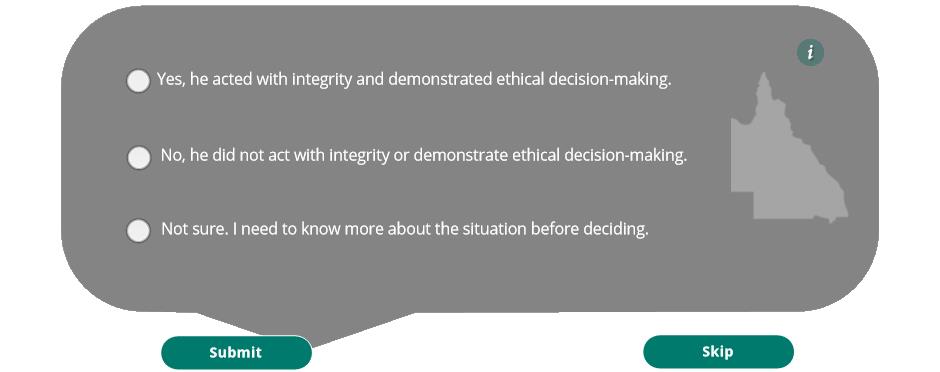 i
Yes, he acted with integrity and demonstrated ethical decision-making.
No, he did not act with integrity or demonstrate ethical decision-making.
Not sure. I need to know more about the situation before deciding.
Submit
Skip